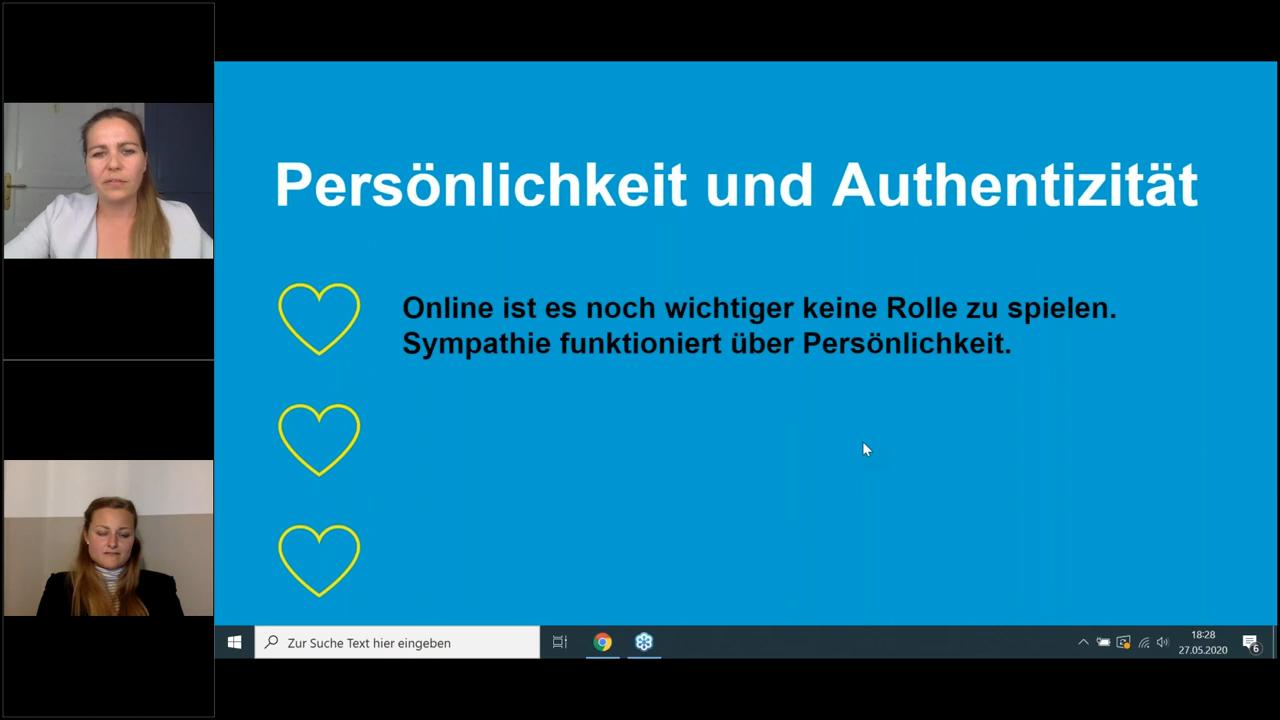 Persönlichkeit und Authentizität
Online ist es noch wichtiger keine Rolle zu spielen.
Sympathie funktioniert über Persönlichkeit.
Zur Suche Text hier eingeben
18:28
27.05.2020
6